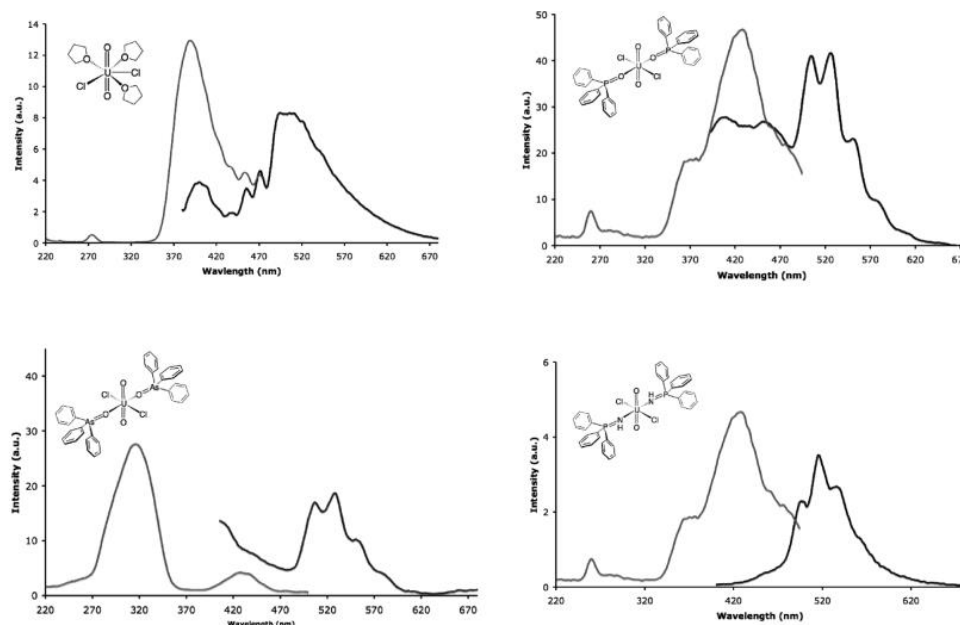 Intensity (a.u.)
14
12
10
8
6
4
2
0
O
O O
U Cl
Cl O
O
220 270 320 370 420 470 520 570 620 670
Wavlength (nm)
Intensity (a.u.)
50
40
30
20
10
0
O
Cl O P
U
P O Cl
O
220 270 320 370 420 470 520 570 620 670
Wavelength (nm)
Intensity (a.u.)
40
30
20
10
0
O
Cl O As
U
As O Cl
O
220 270 320 370 420 470 520 570 620 670
Wavelength (nm)
Intensity (a.u.)
6
4
2
0
O H
Cl N P
U
P N Cl
H O
220 320 420 520 620
Wavelength (nm)